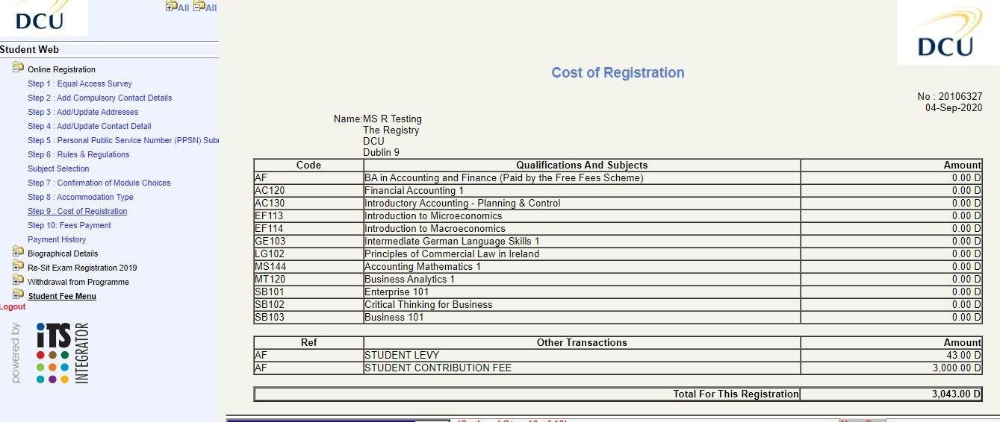 DCU
All All
Student Web
Online Registration
Step 1 : Equal Access Survey
Step 2 : Add Compulsory Contact Details
Step 3 : Add/Update Addresses
Step 4 : Add/Update Contact Detail
Step 5 : Personal Public Service Number (PPSN) Sub
Step 6 : Rules & Regulations
Subject Selection
Step 7 : Confirmation of Module Choices
Step 8 : Accommodation Type
Step 9 : Cost of Registration
Step 10: Fees Payment
Payment History
Biographical Details
Re-Sit Exam Registration 2019
Withdrawal from Programme
Student Fee Menu
Logout
powered by iTS INTEGRATOR
DCU
Cost of Registration
No : 20106327
04-Sep-2020
Name:MS R Testing
The Registry
DCU
Dublin 9
Code Qualifications And Subjects Amount
AF BA in Accounting and Finance (Paid by the Free Fees Scheme) 0.00 D
AC120 Financial Accounting 1 0.00 D
AC130 Introductory Accounting - Planning & Control 0.00 D
EF113 Introduction to Microeconomics 0.00 D
EF114 Introduction to Macroeconomics 0.00 D
GE103 Intermediate German Language Skills 1 0.00 D
LG102 Principles of Commercial Law in Ireland 0.00 D
MS144 Accounting Mathematics 1 0.00 D
MT120 Business Analytics 1 0.00 D
SB101 Enterprise 101 0.00 D
SB102 Critical Thinking for Business 0.00 D
SB103 Business 101 0.00 D
Ref Other Transactions Amount
AF STUDENT LEVY 43.00 D
AF STUDENT CONTRIBUTION FEE 3,000.00 D
Total For This Registration 3,043.00 D